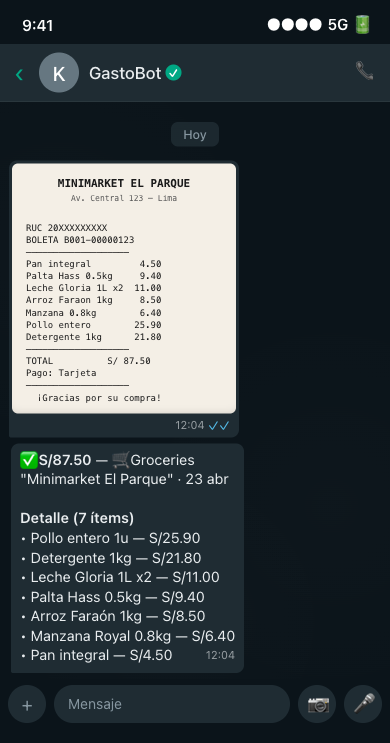 9:41
5G
‹
K
GastoBot
Hoy
MINIMARKET EL PARQUE
Av. Central 123 — Lima
RUC 20XXXXXXXXX
BOLETA B001-00000123
Pan integral 4.50
Palta Hass 0.5kg 9.40
Leche Gloria 1L x2 11.00
Arroz Faraon 1kg 8.50
Manzana 0.8kg 6.40
Pollo entero 25.90
Detergente 1kg 21.80
TOTAL S/ 87.50
Pago: Tarjeta
¡Gracias por su compra!
12:04 ✓✓
✅S/87.50 — 🛒Groceries
"Minimarket El Parque" · 23 abr
Detalle (7 ítems)
• Pollo entero 1u — S/25.90
• Detergente 1kg — S/21.80
• Leche Gloria 1L x2 — S/11.00
• Palta Hass 0.5kg — S/9.40
• Arroz Faraón 1kg — S/8.50
• Manzana Royal 0.8kg — S/6.40
• Pan integral — S/4.50 12:04
+ Mensaje